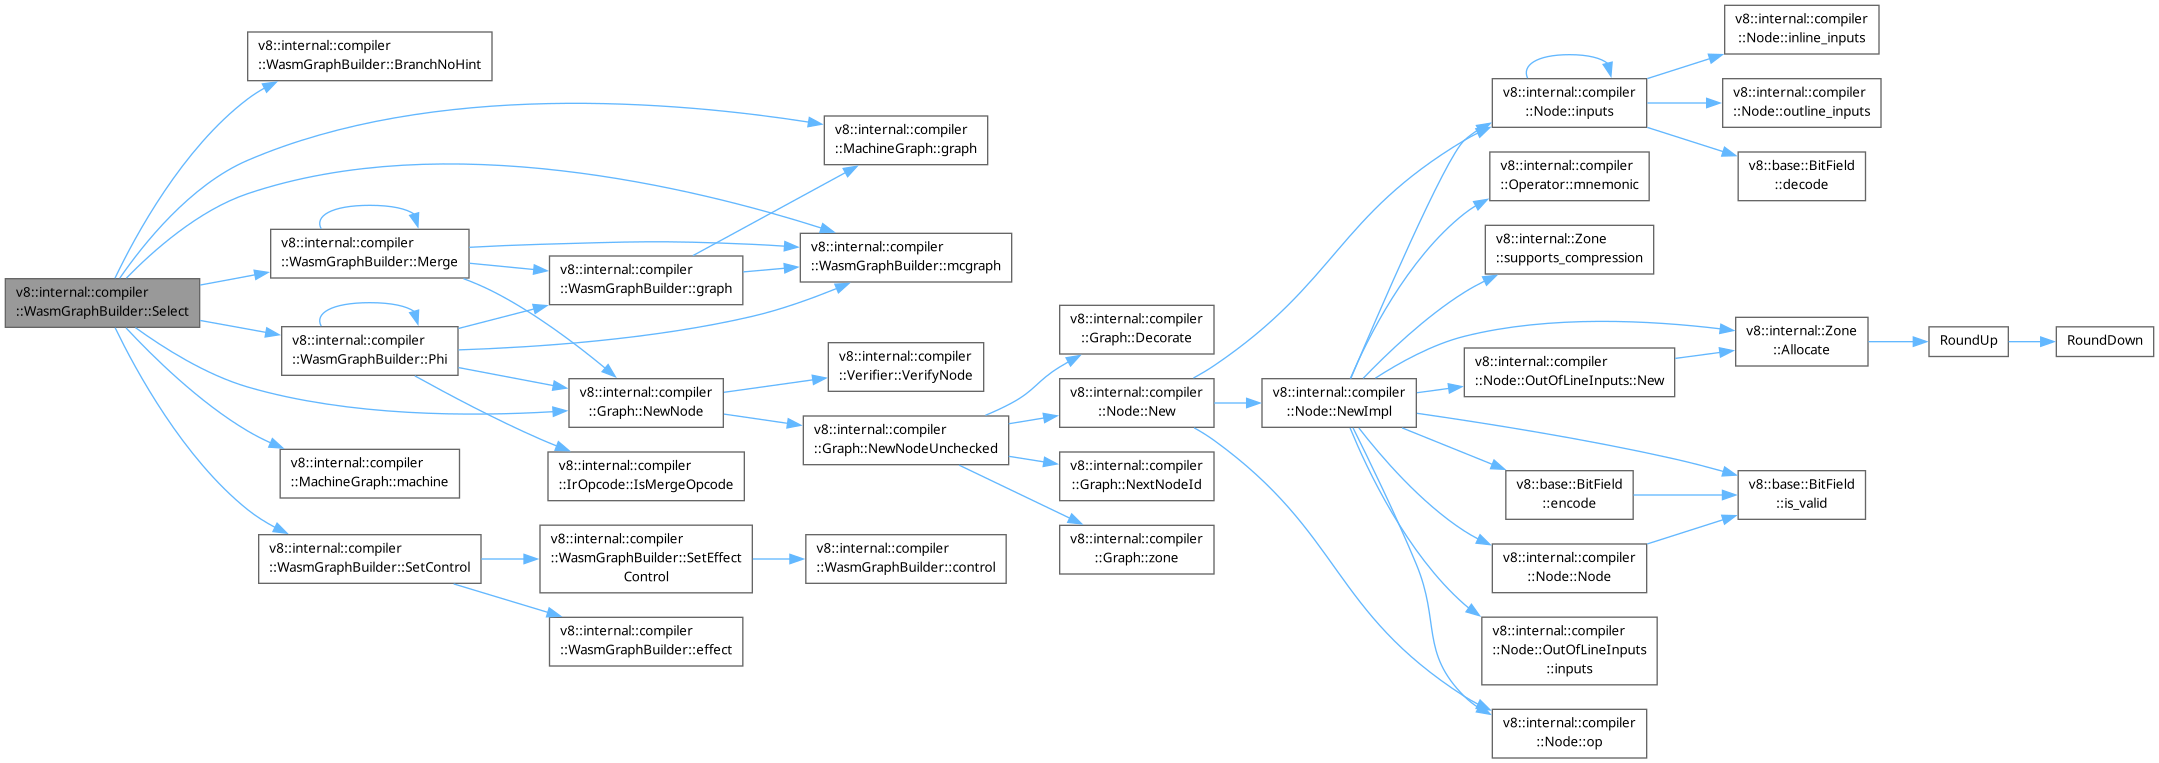 v8::internal::compiler
::WasmGraphBuilder::Select
v8::internal::compiler
::WasmGraphBuilder::BranchNoHint
v8::internal::compiler
::WasmGraphBuilder::Merge
v8::internal::compiler
::WasmGraphBuilder::Phi
v8::internal::compiler
::MachineGraph::machine
v8::internal::compiler
::WasmGraphBuilder::SetControl
v8::internal::compiler
::WasmGraphBuilder::graph
v8::internal::compiler
::Graph::NewNode
v8::internal::compiler
::IrOpcode::IsMergeOpcode
v8::internal::compiler
::WasmGraphBuilder::SetEffect
Control
v8::internal::compiler
::WasmGraphBuilder::effect
v8::internal::compiler
::MachineGraph::graph
v8::internal::compiler
::WasmGraphBuilder::mcgraph
v8::internal::compiler
::Verifier::VerifyNode
v8::internal::compiler
::Graph::NewNodeUnchecked
v8::internal::compiler
::WasmGraphBuilder::control
v8::internal::compiler
::Graph::Decorate
v8::internal::compiler
::Node::New
v8::internal::compiler
::Graph::NextNodeId
v8::internal::compiler
::Graph::zone
v8::internal::compiler
::Node::NewImpl
v8::internal::compiler
::Node::inputs
v8::internal::compiler
::Operator::mnemonic
v8::internal::Zone
::supports_compression
v8::internal::compiler
::Node::OutOfLineInputs::New
v8::base::BitField
::encode
v8::internal::compiler
::Node::Node
v8::internal::compiler
::Node::OutOfLineInputs
::inputs
v8::internal::compiler
::Node::op
v8::internal::compiler
::Node::inline_inputs
v8::internal::compiler
::Node::outline_inputs
v8::base::BitField
::decode
v8::internal::Zone
::Allocate
v8::base::BitField
::is_valid
RoundUp
RoundDown